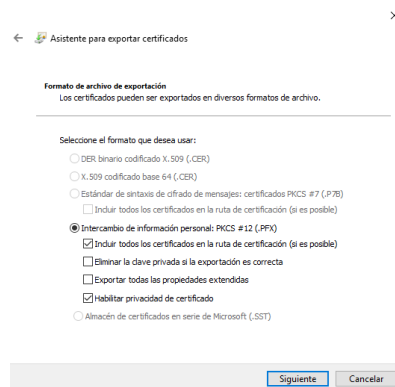 Asistente para exportar certificados
Formato de archivo de exportación
Los certificados pueden ser exportados en diversos formatos de archivo.
Seleccione el formato que desea usar:
DER binario codificado X.509 (.CER)
X.509 codificado base 64 (.CER)
Estándar de sintaxis de cifrado de mensajes: certificados PKCS #7 (.P7B)
Incluir todos los certificados en la ruta de certificación (si es posible)
Intercambio de información personal: PKCS #12 (.PFX)
Incluir todos los certificados en la ruta de certificación (si es posible)
Eliminar la clave privada si la exportación es correcta
Exportar todas las propiedades extendidas
Habilitar privacidad de certificado
Almacén de certificados en serie de Microsoft (.SST)
Siguiente Cancelar